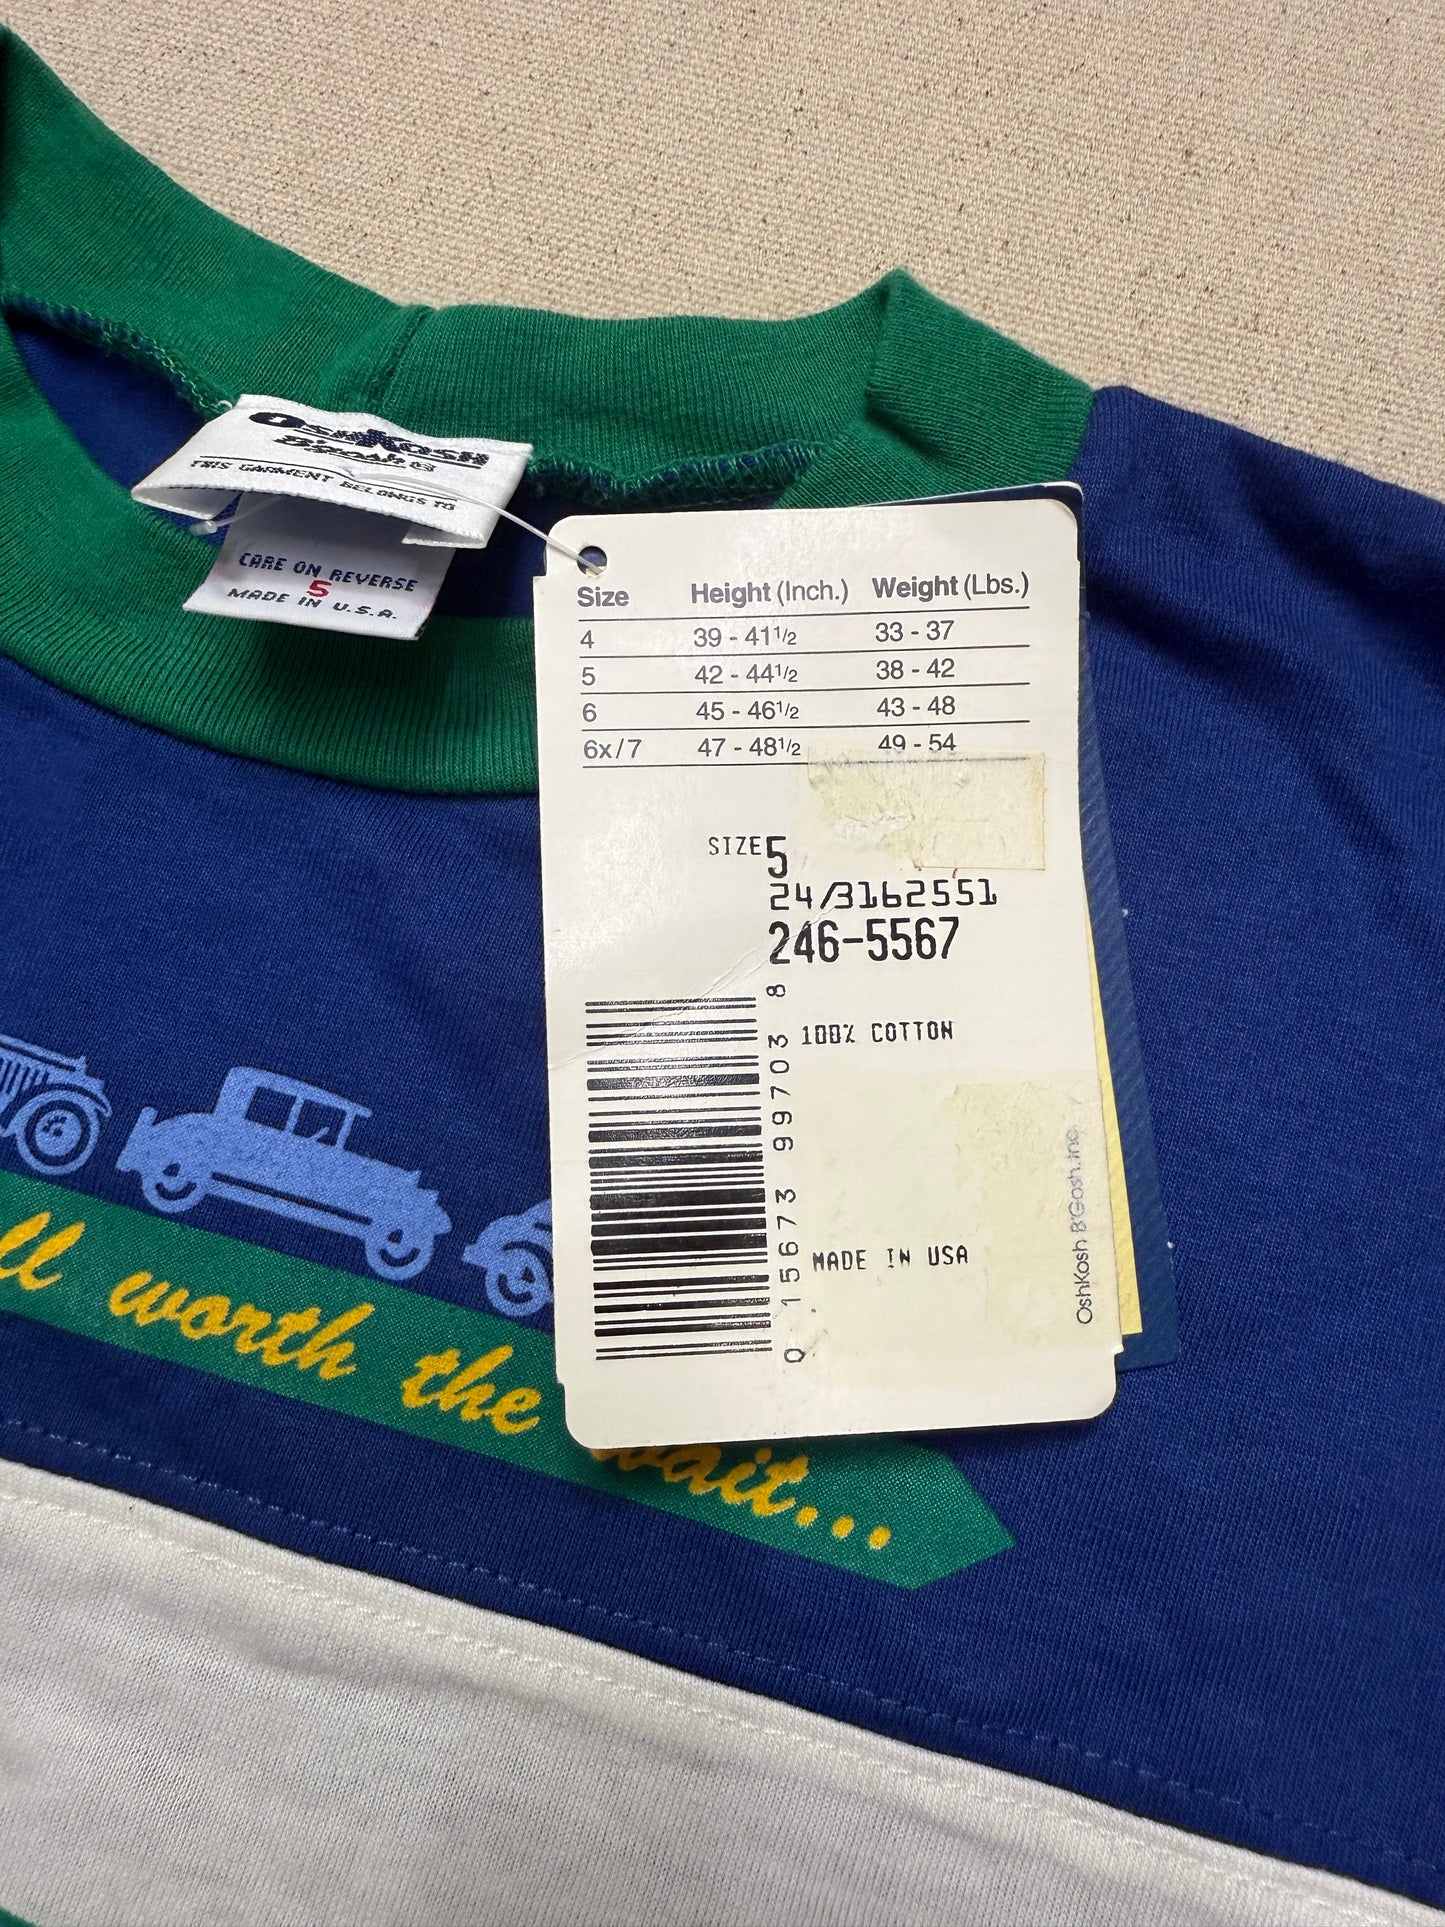 OshKosh
B'Gosh®
THIS GARMENT BELONGS TO
CARE ON REVERSE
5
MADE IN U.S.A.
Size Height (Inch.) Weight (Lbs.)
4 39 - 41 1/2 33 - 37
5 42 - 44 1/2 38 - 42
6 45 - 46 1/2 43 - 48
6x/7 47 - 48 1/2 49 - 54
SIZE 5
24/3162551
246-5567
100% COTTON
MADE IN USA
0 15673 99703 8
OshKosh B'Gosh, Inc.
worth the wait...